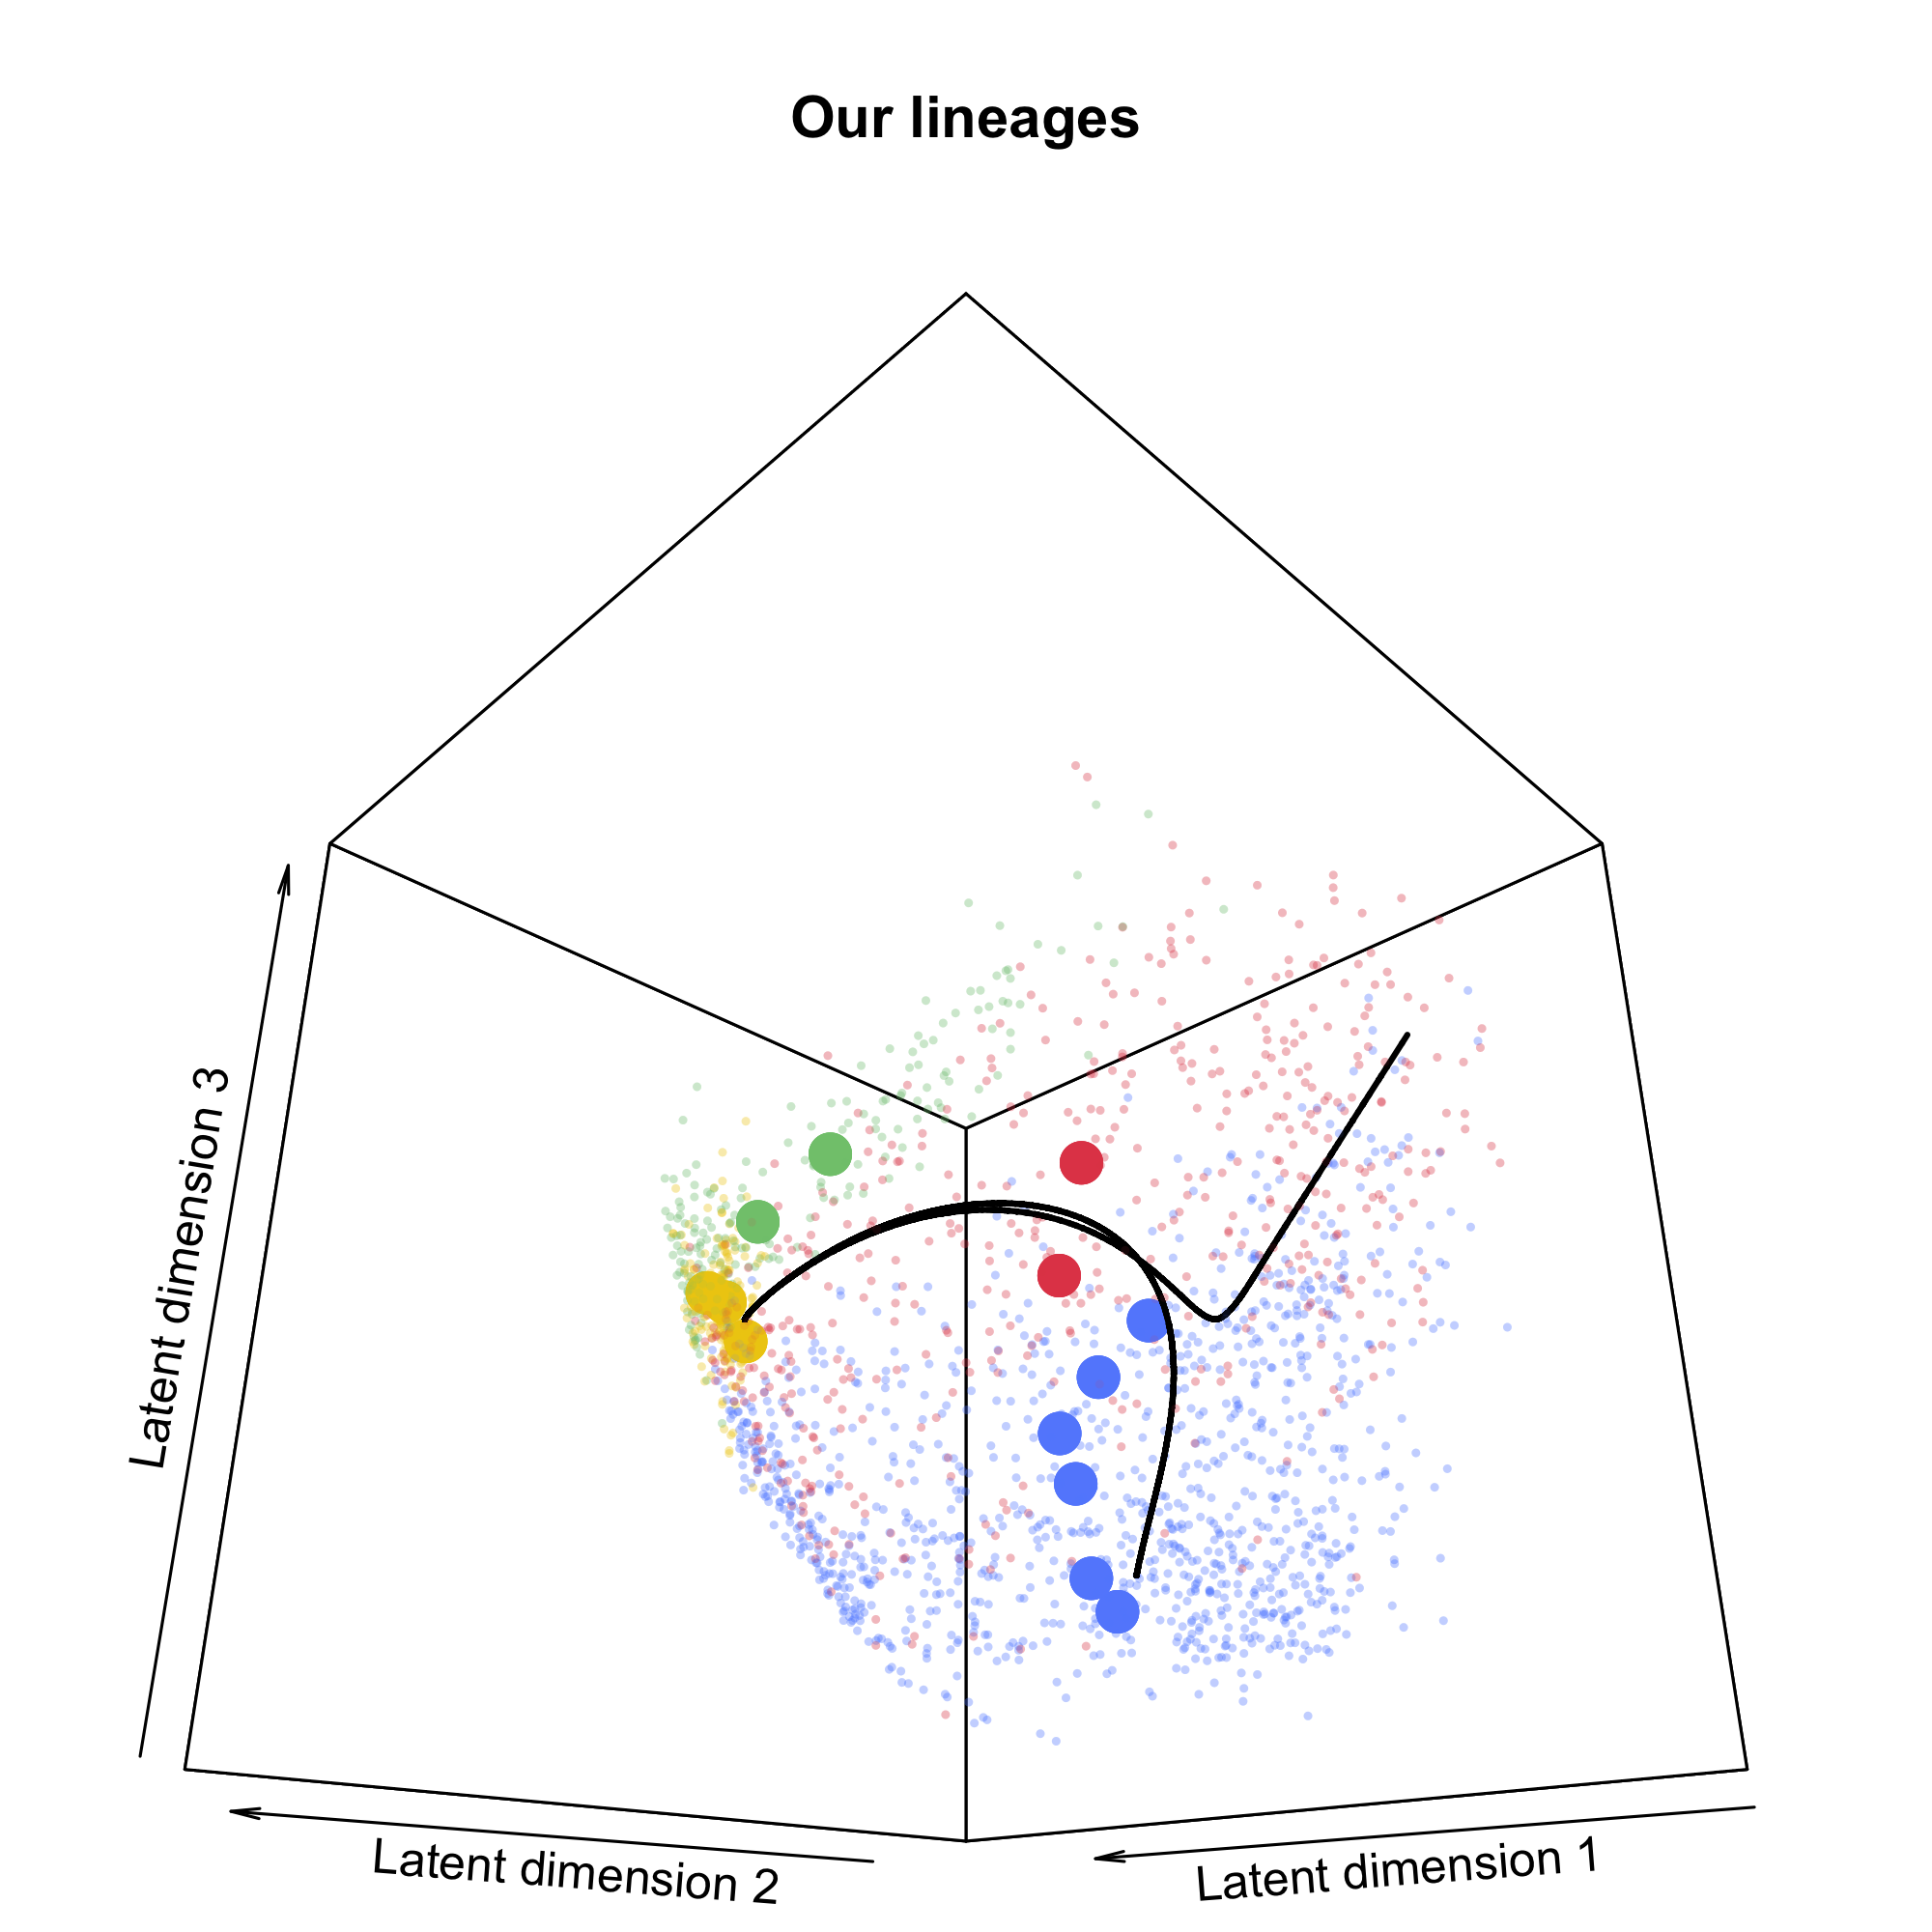 Our lineages
Latent dimension 3
Latent dimension 2
Latent dimension 1